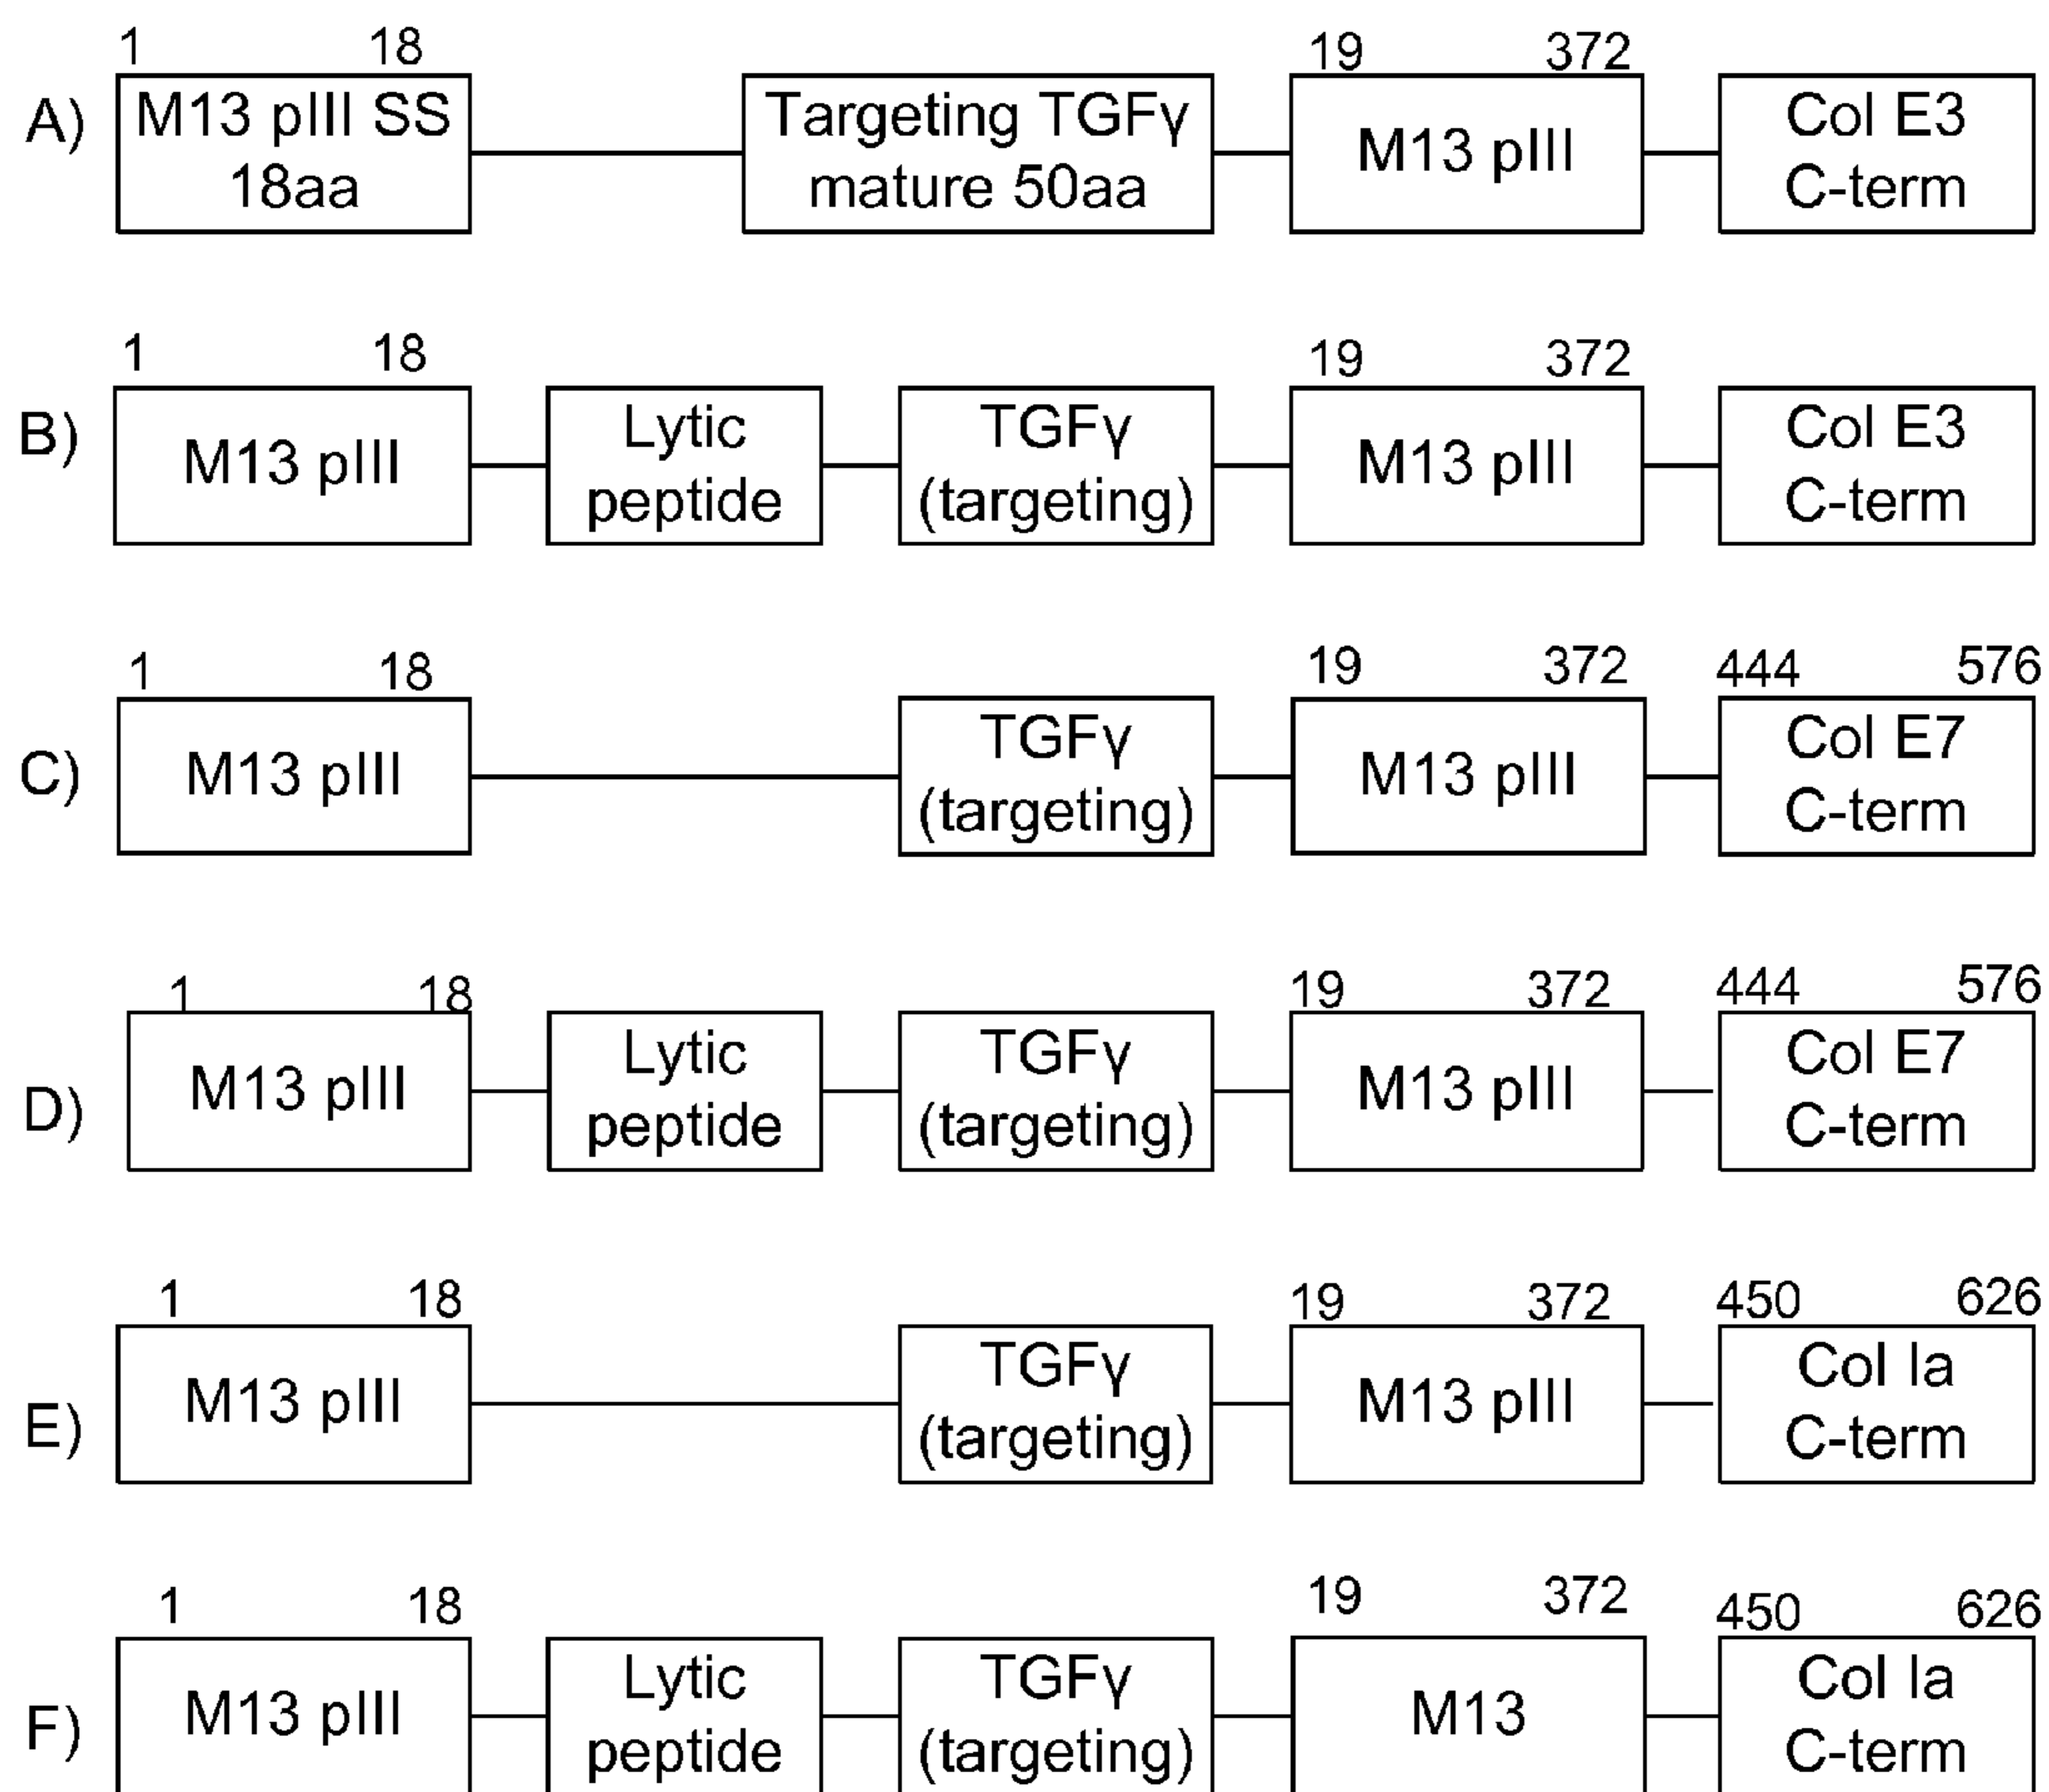 1 18 19 372
A) M13 pIII SS Targeting TGFγ M13 pIII Col E3
18aa mature 50aa C-term
1 18 19 372
B) M13 pIII Lytic TGFγ M13 pIII Col E3
peptide (targeting) C-term
1 18 19 372 444 576
C) M13 pIII TGFγ M13 pIII Col E7
(targeting) C-term
1 18 19 372 444 576
D) M13 pIII Lytic TGFγ M13 pIII Col E7
peptide (targeting) C-term
1 18 19 372 450 626
E) M13 pIII TGFγ M13 pIII Col Ia
(targeting) C-term
1 18 19 372 450 626
F) M13 pIII Lytic TGFγ M13 Col Ia
peptide (targeting) C-term